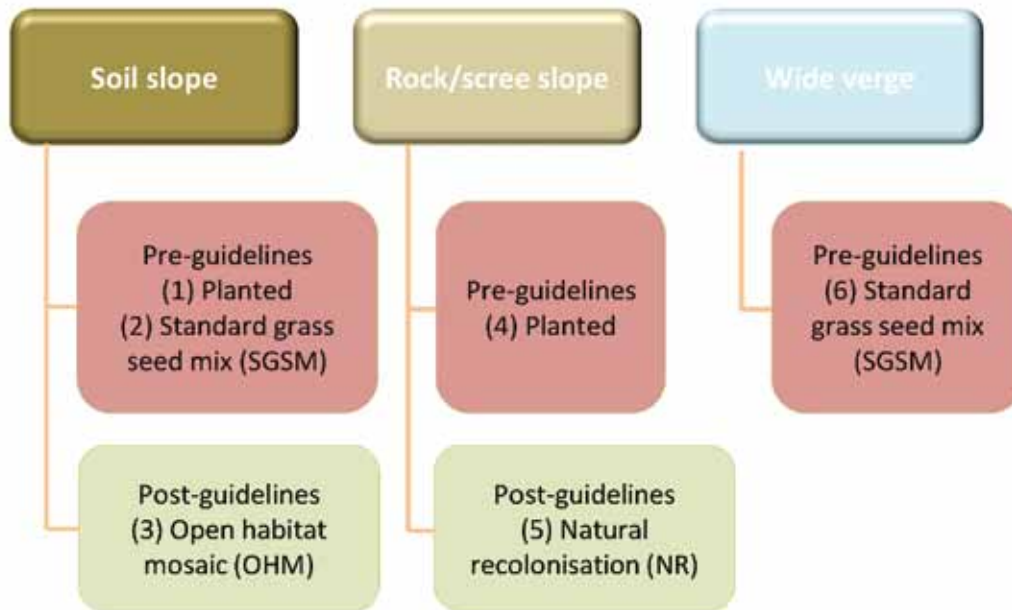 Soil slope
Rock/scree slope
Wide verge
Pre-guidelines
(1) Planted
(2) Standard grass
seed mix (SGSM)
Pre-guidelines
(4) Planted
Pre-guidelines
(6) Standard
grass seed mix
(SGSM)
Post-guidelines
(3) Open habitat
mosaic (OHM)
Post-guidelines
(5) Natural
recolonisation (NR)